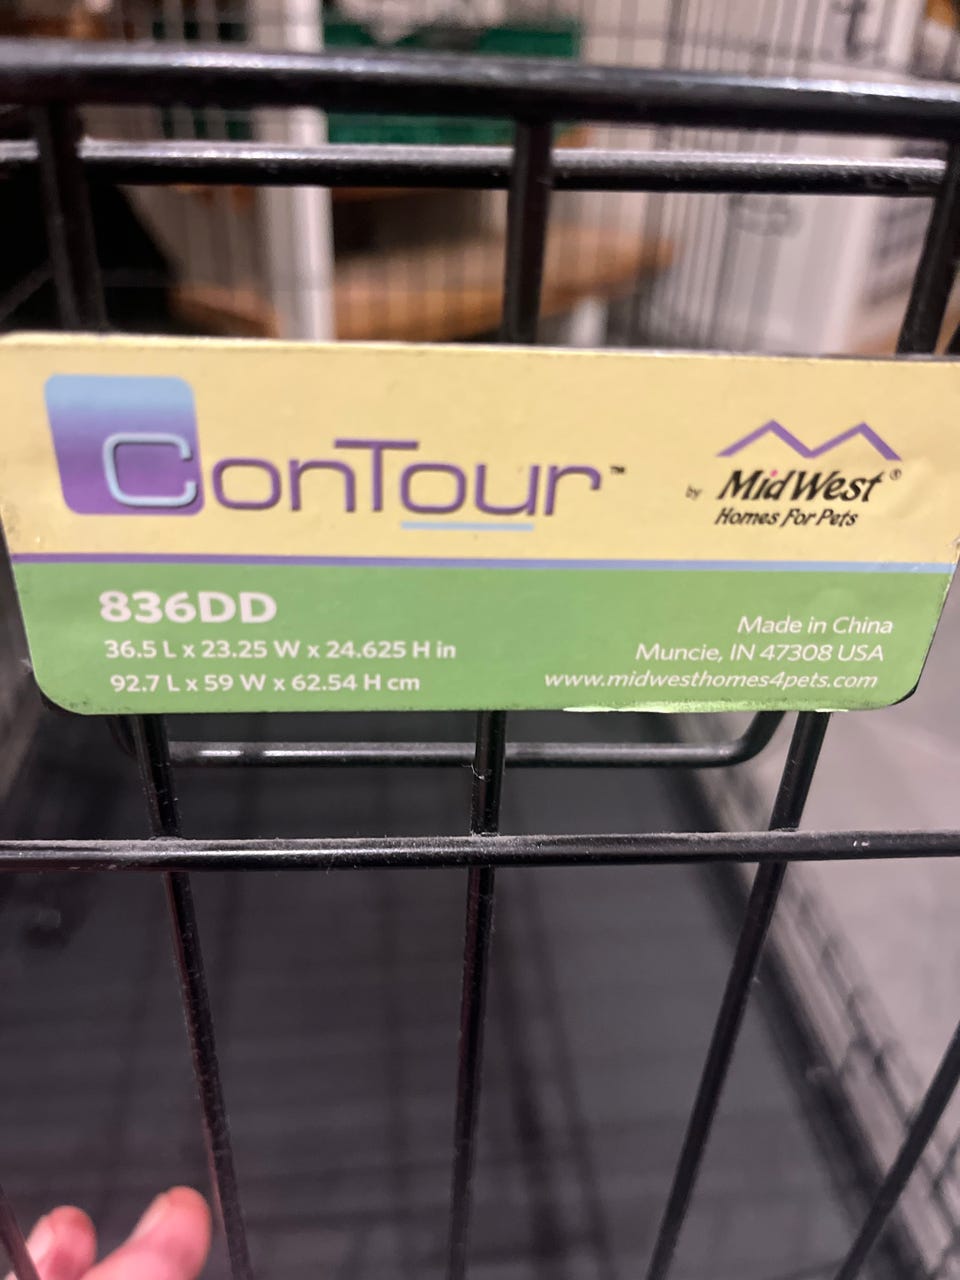 ConTour™
by MidWest®
Homes For Pets
836DD
36.5 L x 23.25 W x 24.625 H in
92.7 L x 59 W x 62.54 H cm
Made in China
Muncie, IN 47308 USA
www.midwesthomes4pets.com